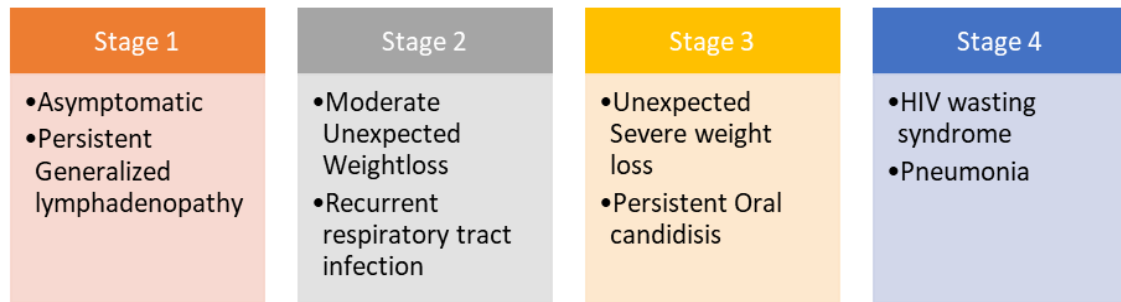 Stage 1
•Asymptomatic
•Persistent
Generalized
lymphadenopathy
Stage 2
•Moderate
Unexpected
Weightloss
•Recurrent
respiratory tract
infection
Stage 3
•Unexpected
Severe weight
loss
•Persistent Oral
candidisis
Stage 4
•HIV wasting
syndrome
•Pneumonia